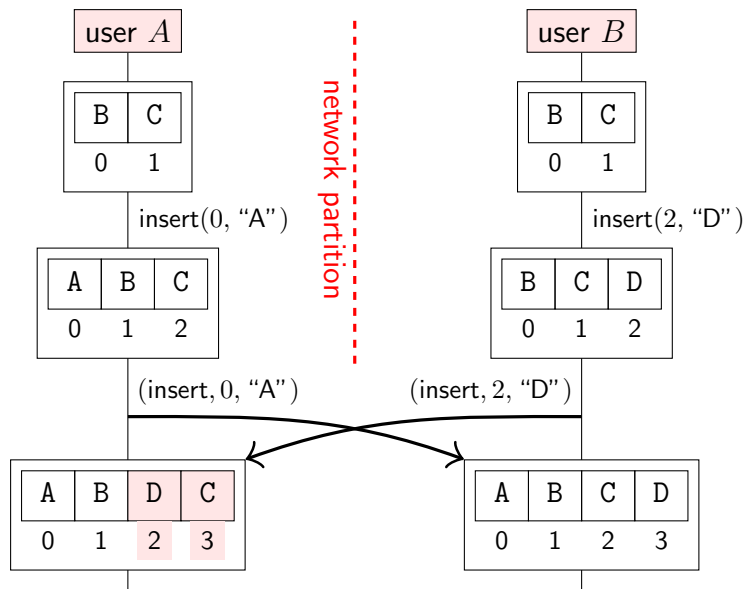 user A
user B
network partition
B C
0 1
B C
0 1
insert(0, “A”)
insert(2, “D”)
A B C
0 1 2
B C D
0 1 2
(insert, 0, “A”)
(insert, 2, “D”)
A B D C
0 1 2 3
A B C D
0 1 2 3